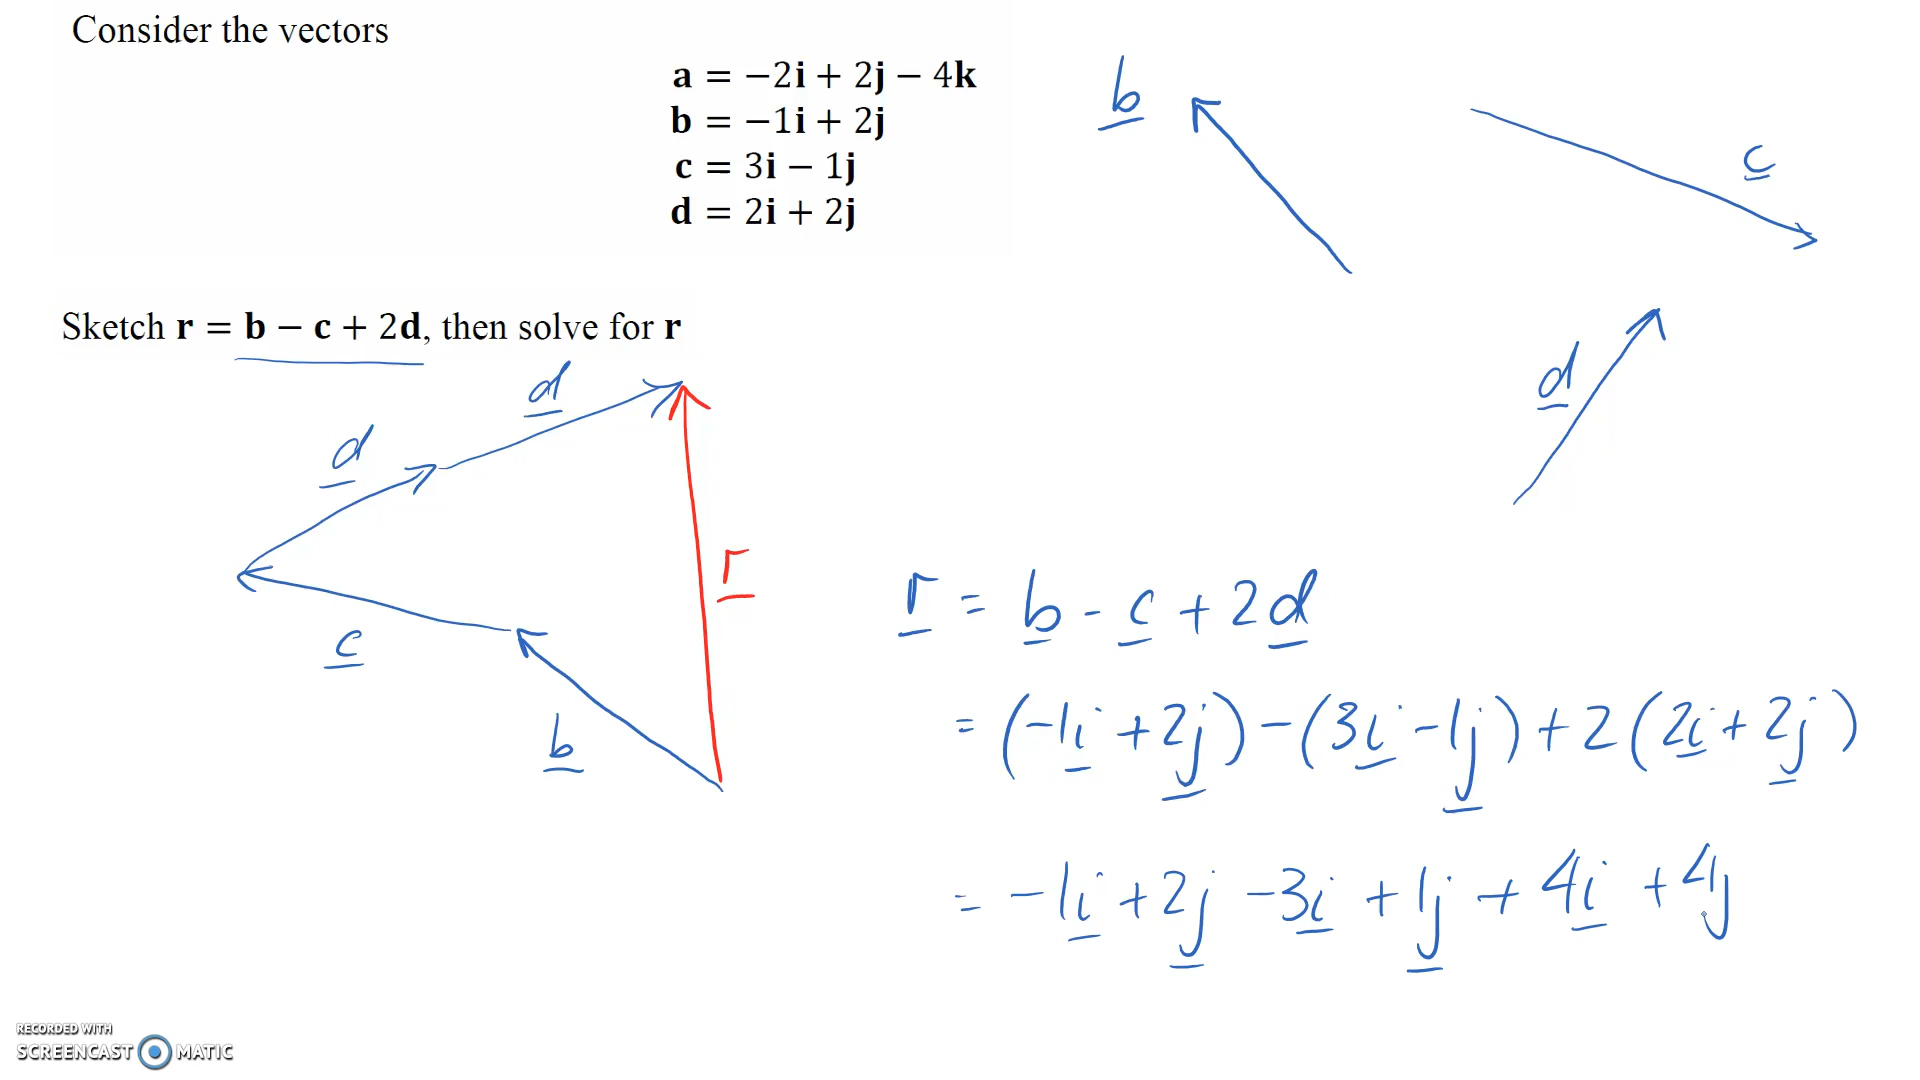 Consider the vectors
a = −2i + 2j − 4k
b = −1i + 2j
c = 3i − 1j
d = 2i + 2j
b
c
Sketch r = b − c + 2d, then solve for r
d
d
d
r
c
b
r = b - c + 2d
= (-1i + 2j) - (3i - 1j) + 2(2i + 2j)
= -1i + 2j - 3i + 1j + 4i + 4j
RECORDED WITH
SCREENCAST MATIC